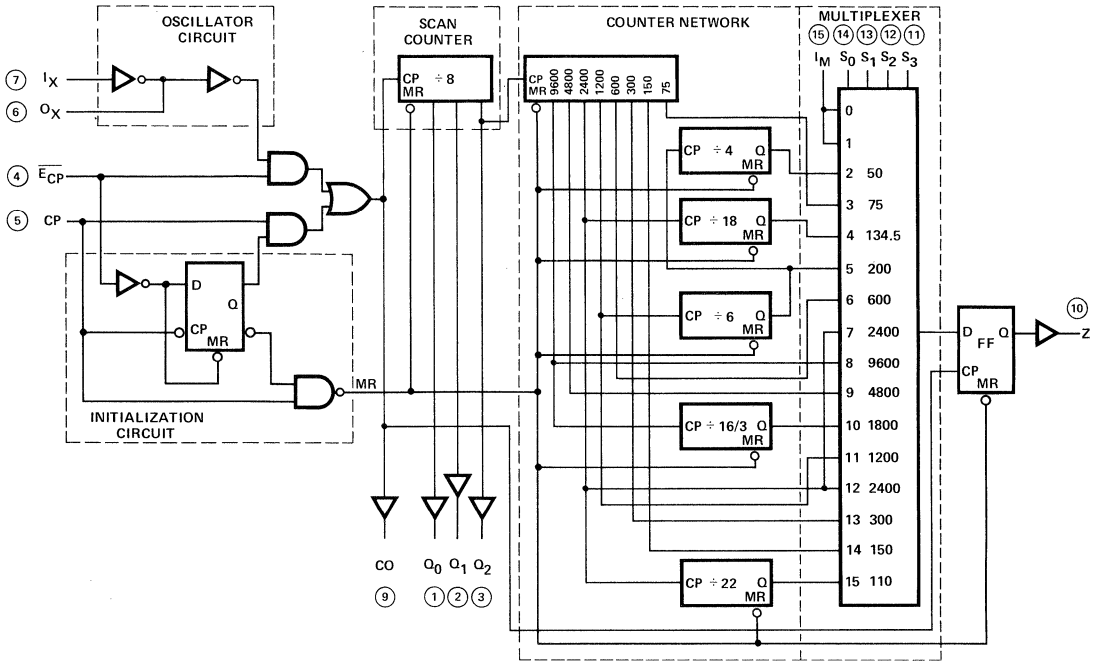 OSCILLATOR
CIRCUIT
SCAN
COUNTER
COUNTER NETWORK
MULTIPLEXER
15 14 13 12 11
I_M S_0 S_1 S_2 S_3
7 I_X
6 O_X
4 E_CP
5 CP
CP ÷ 8
MR
CP
MR
9600
4800
2400
1200
600
300
150
75
D
Q
CP
MR
INITIALIZATION
CIRCUIT
MR
CP ÷ 4 Q
MR
CP ÷ 18 Q
MR
CP ÷ 6 Q
MR
CP ÷ 16/3 Q
MR
CP ÷ 22 Q
MR
0
1
2 50
3 75
4 134.5
5 200
6 600
7 2400
8 9600
9 4800
10 1800
11 1200
12 2400
13 300
14 150
15 110
D Q
FF
CP
MR
10
Z
CO Q_0 Q_1 Q_2
9 1 2 3